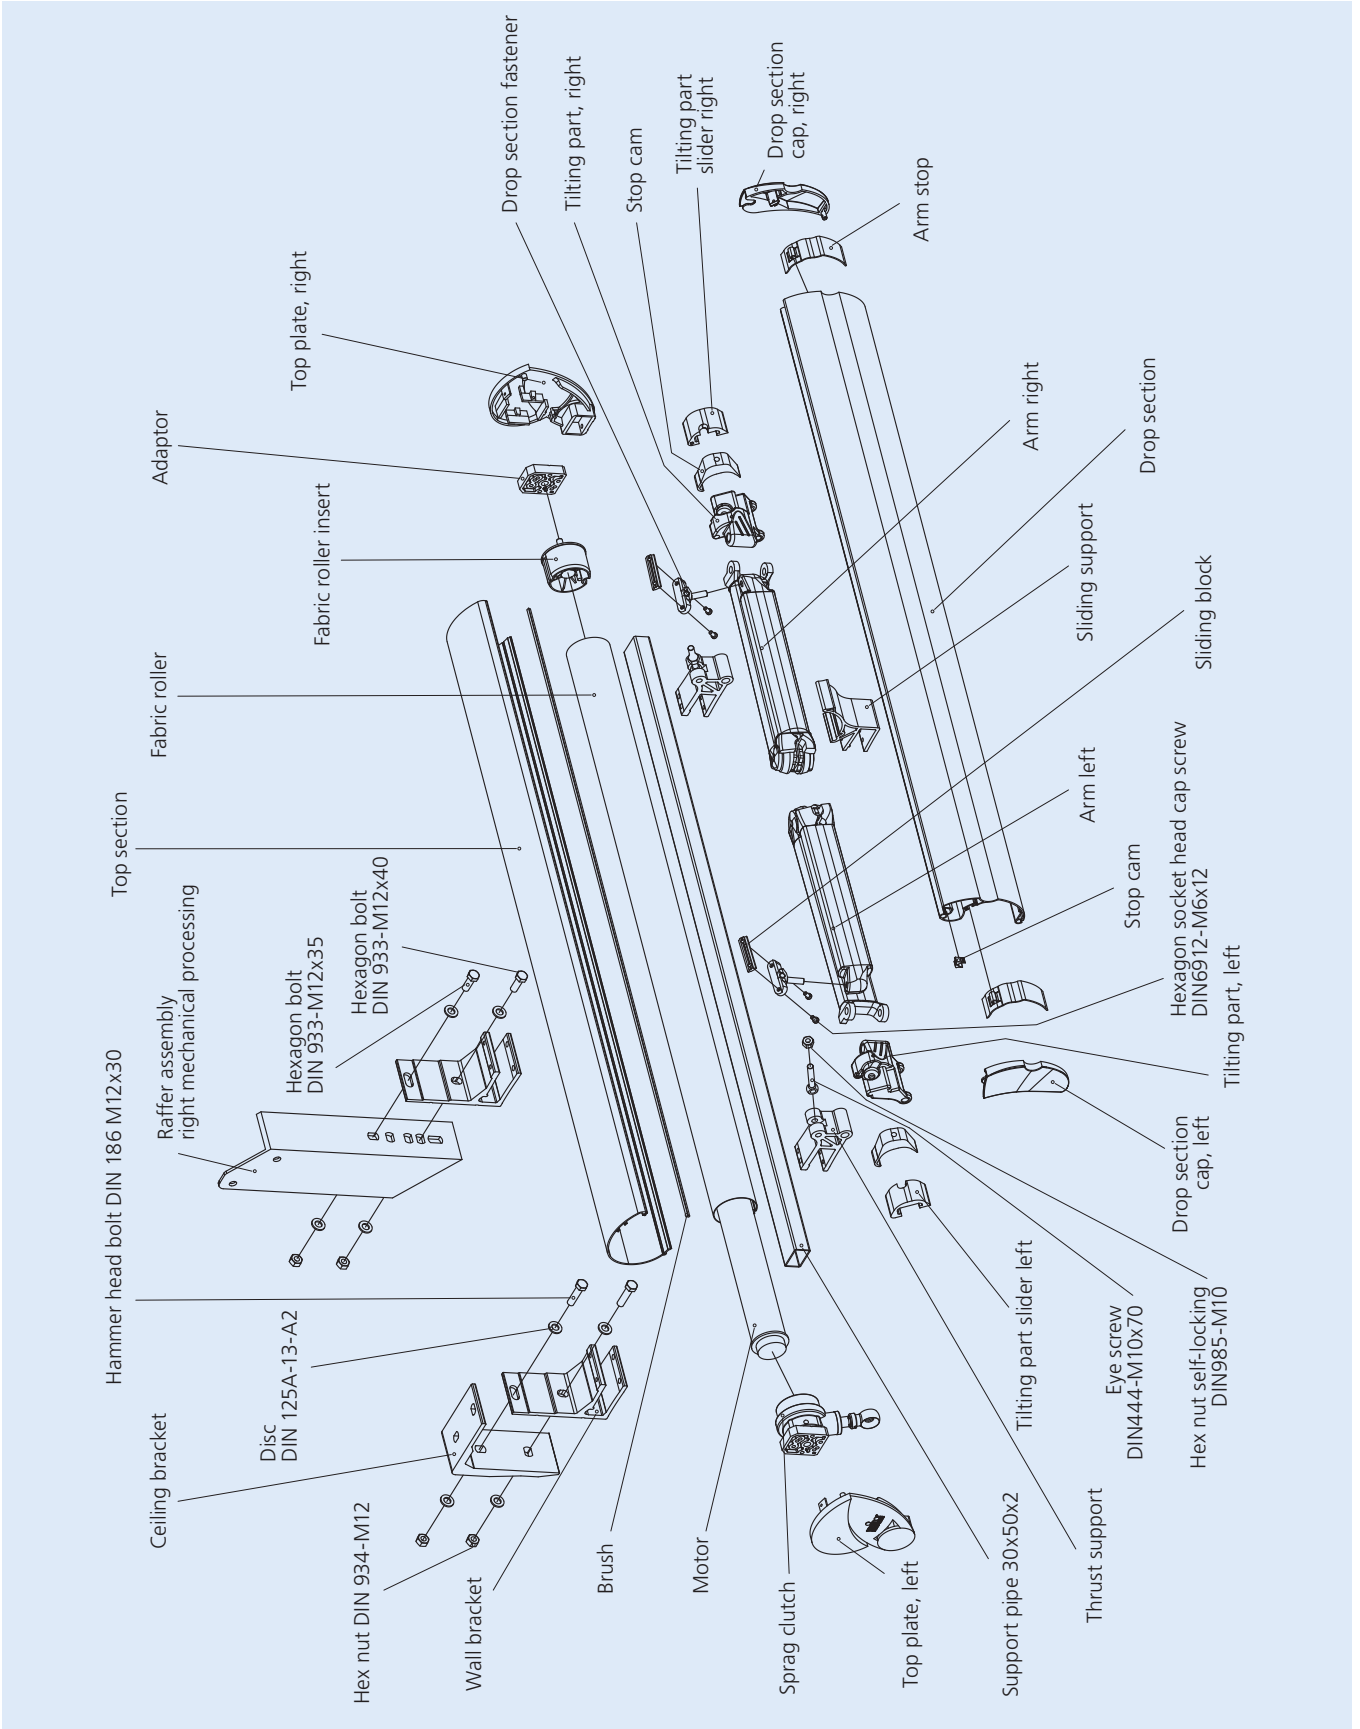 Hammer head bolt DIN 186 M12x30
Top section
Raffer assembly
right mechanical processing
Ceiling bracket
Fabric roller
Adaptor
Disc
DIN 125A-13-A2
Hexagon bolt
DIN 933-M12x35
Fabric roller insert
Top plate, right
Hex nut DIN 934-M12
Hexagon bolt
DIN 933-M12x40
Wall bracket
Drop section fastener
Tilting part, right
Brush
Stop cam
Tilting part
slider right
Motor
Drop section
cap, right
Sprag clutch
Arm stop
Top plate, left
Support pipe 30x50x2
Tilting part slider left
Arm right
Arm left
Sliding support
Thrust support
Eye screw
DIN444-M10x70
Stop cam
Drop section
Drop section
cap, left
Hex nut self-locking
DIN985-M10
Hexagon socket head cap screw
DIN6912-M6x12
Sliding block
Tilting part, left